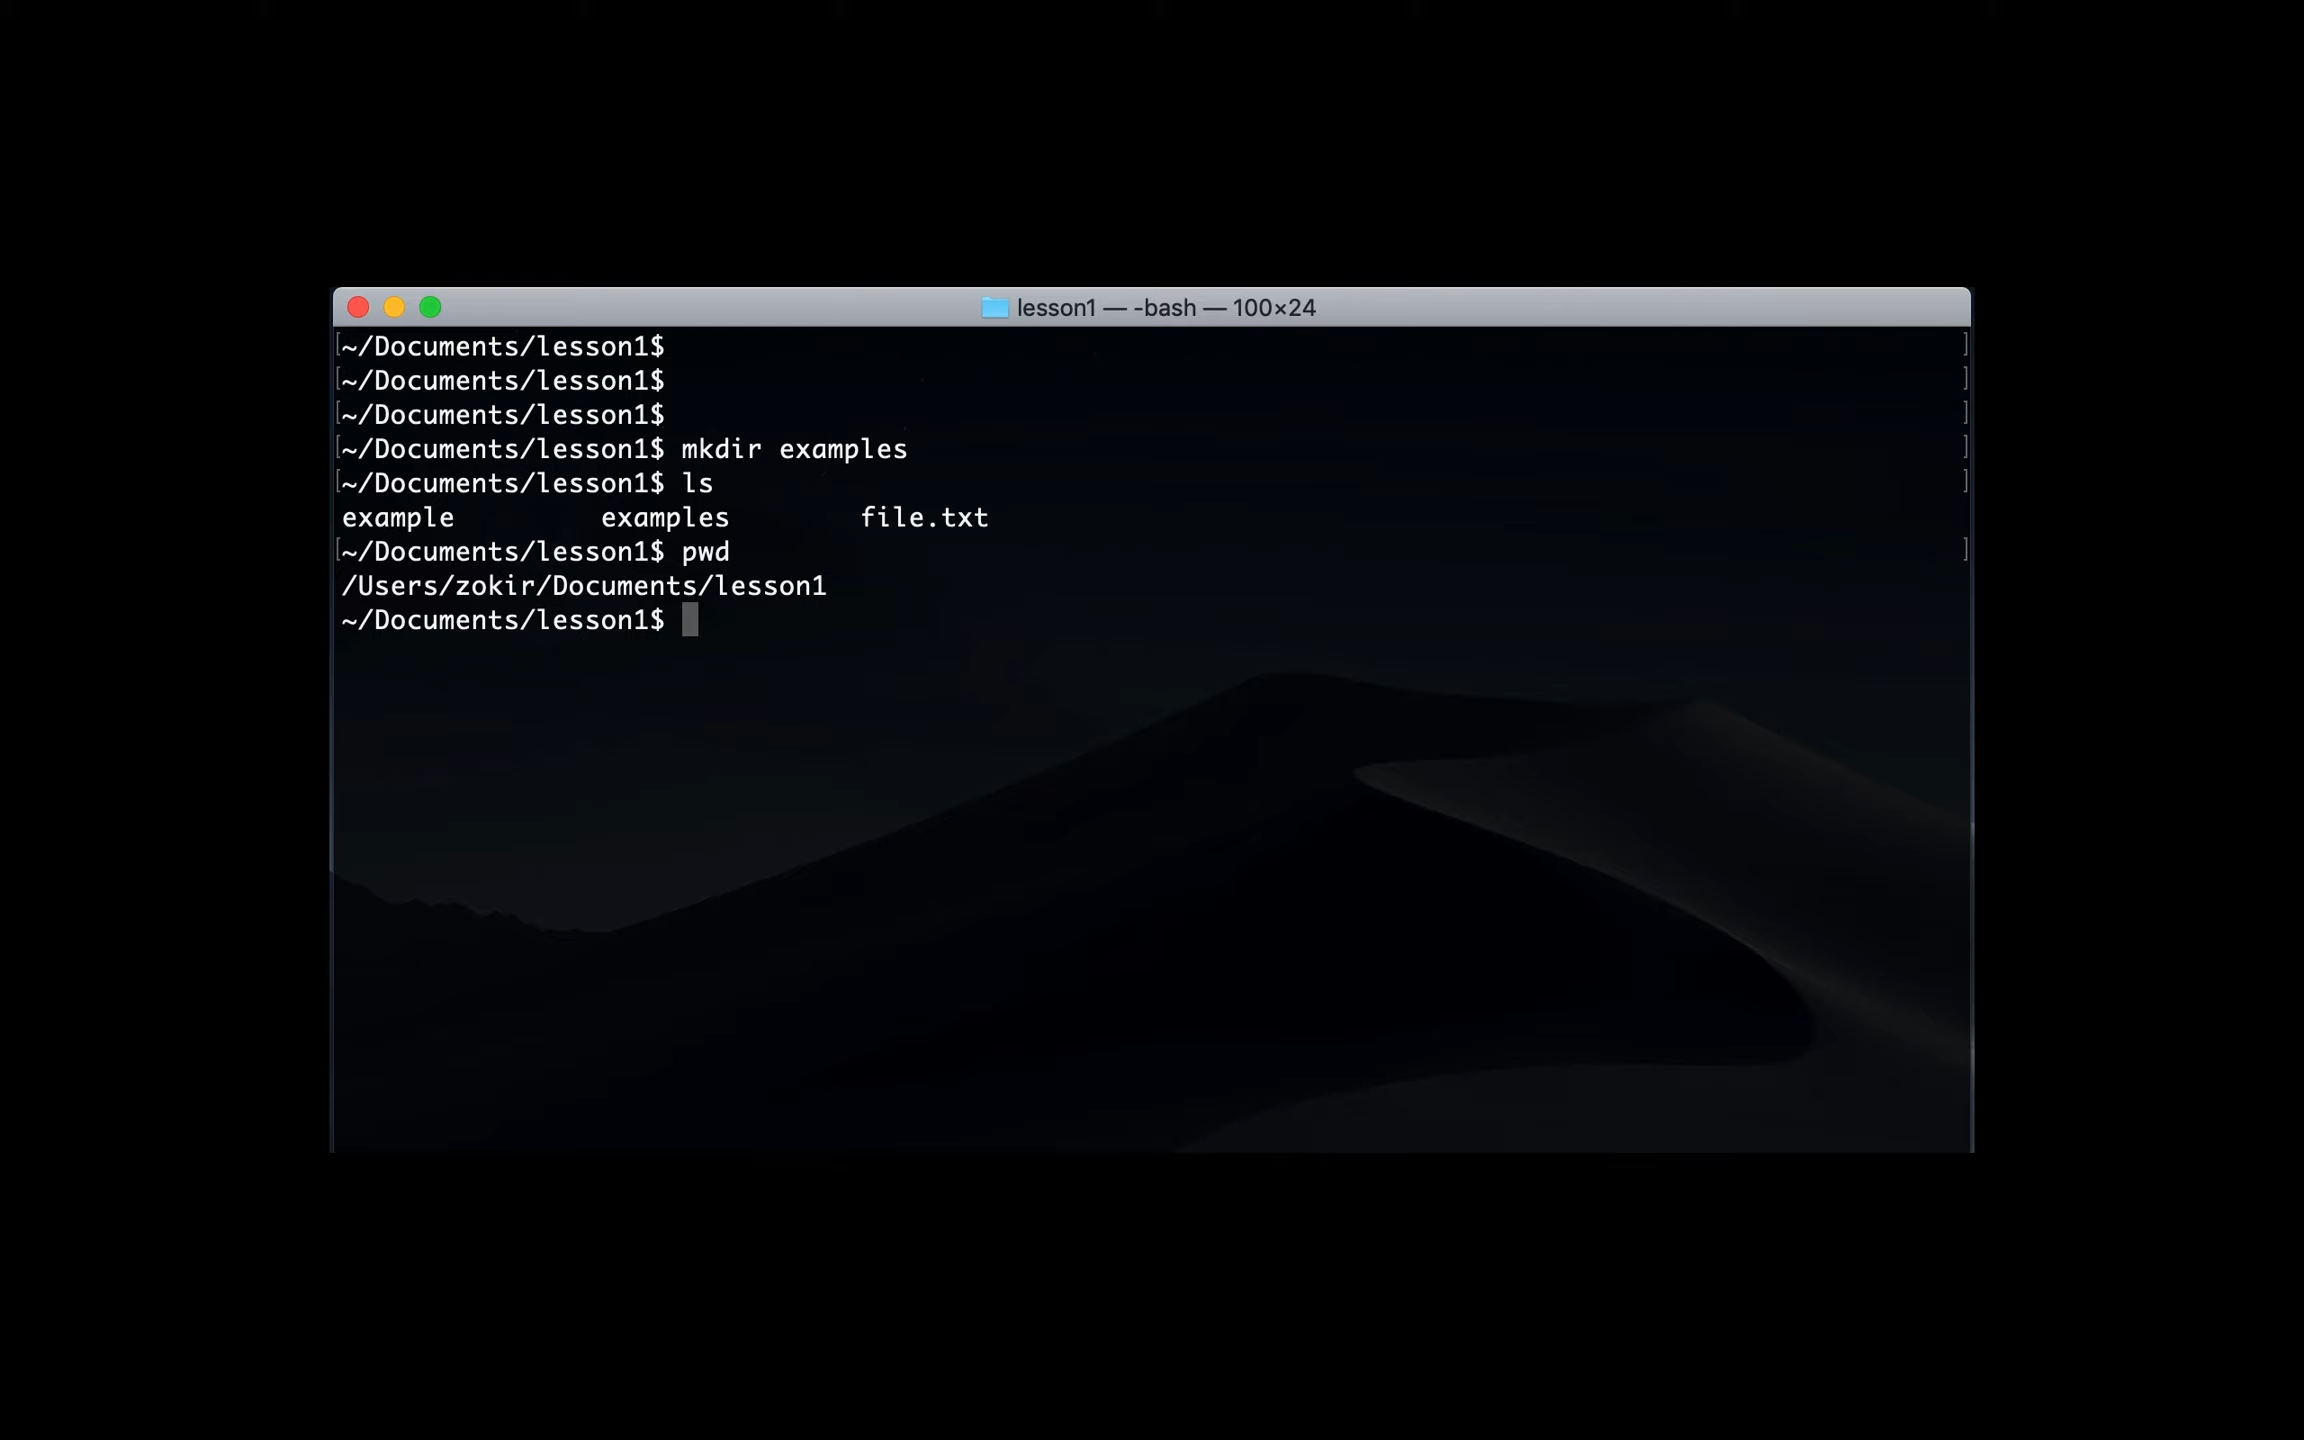 lesson1 — -bash — 100×24
[~/Documents/lesson1$ ]
[~/Documents/lesson1$ ]
[~/Documents/lesson1$ ]
[~/Documents/lesson1$ mkdir examples ]
[~/Documents/lesson1$ ls ]
example examples file.txt
[~/Documents/lesson1$ pwd ]
/Users/zokir/Documents/lesson1
~/Documents/lesson1$